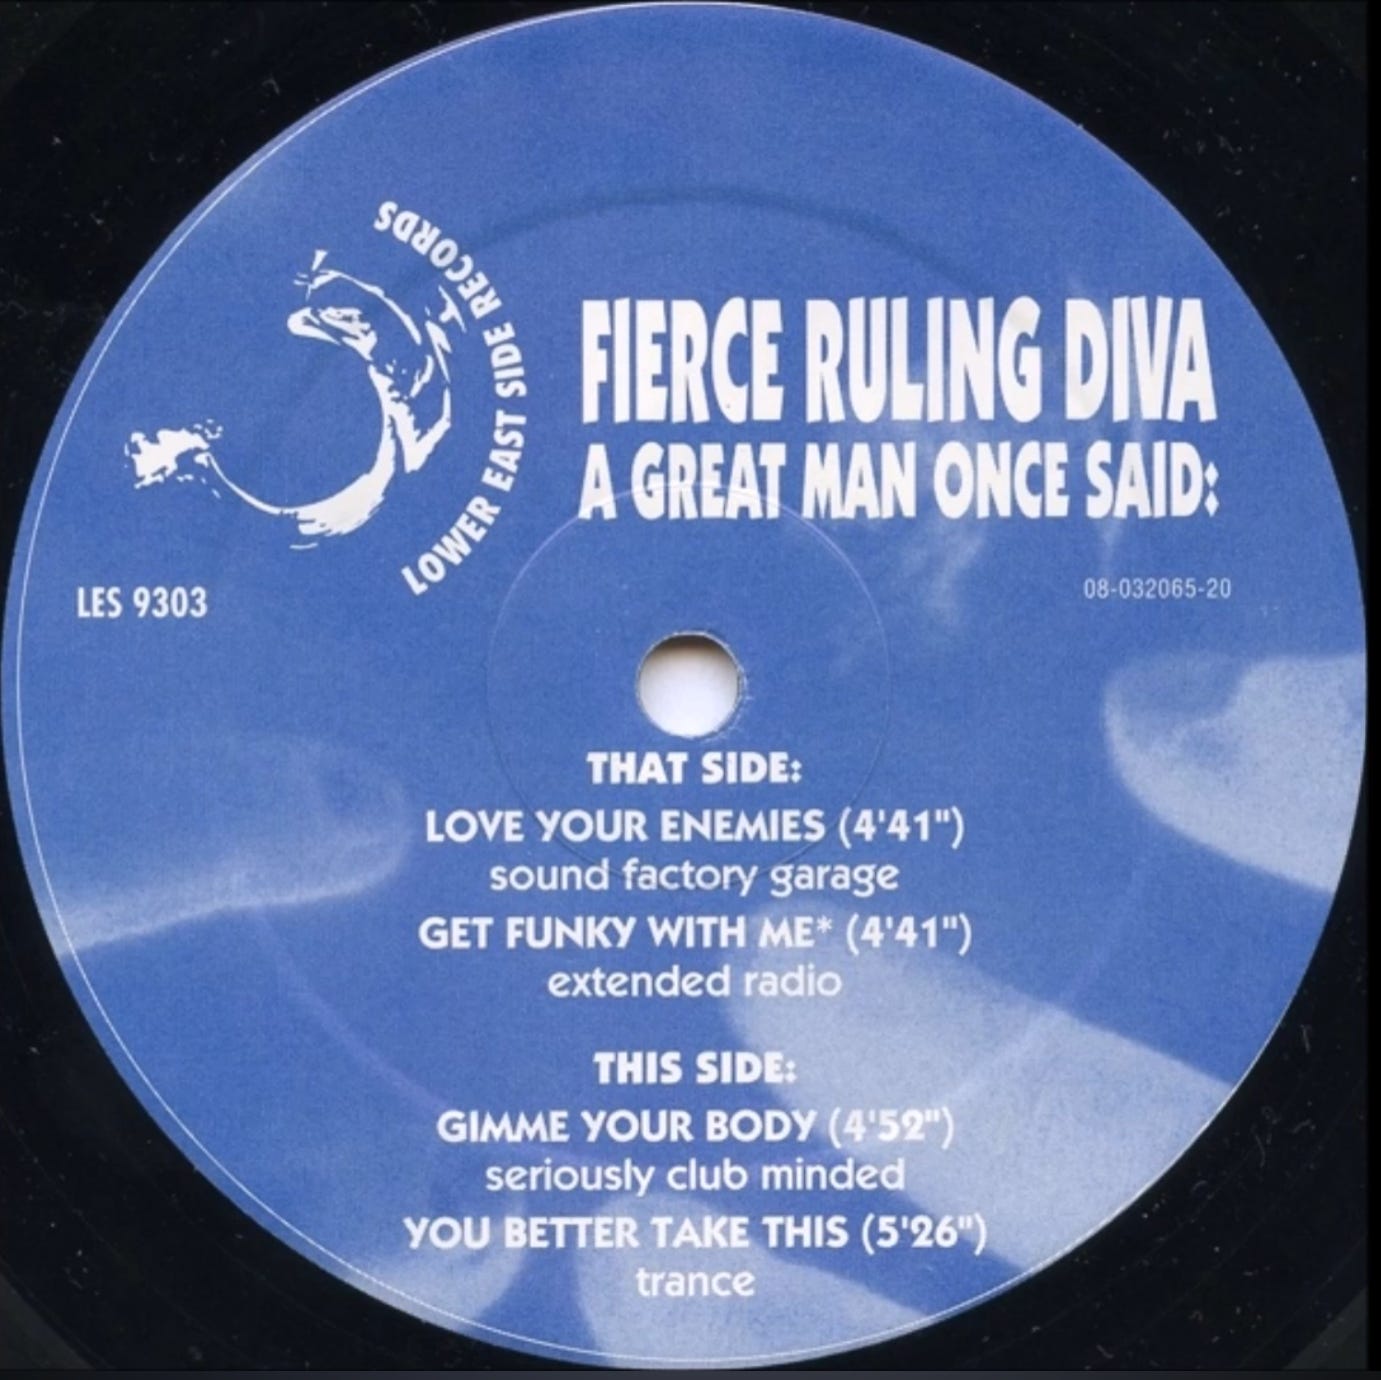 LOWER EAST SIDE RECORDS
FIERCE RULING DIVA
A GREAT MAN ONCE SAID:
LES 9303
08-032065-20
THAT SIDE:
LOVE YOUR ENEMIES (4'41")
sound factory garage
GET FUNKY WITH ME* (4'41")
extended radio
THIS SIDE:
GIMME YOUR BODY (4'52")
seriously club minded
YOU BETTER TAKE THIS (5'26")
trance